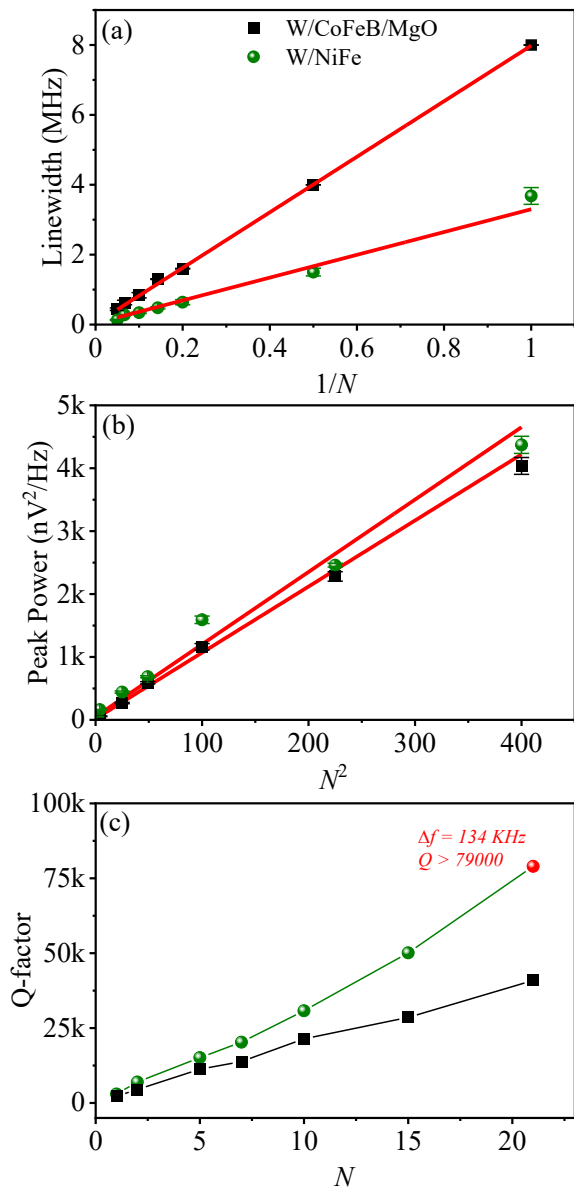 (a)
W/CoFeB/MgO
W/NiFe
Linewidth (MHz)
8
6
4
2
0
0 0.2 0.4 0.6 0.8 1
1/N
(b)
Peak Power (nV²/Hz)
5k
4k
3k
2k
1k
0
0 100 200 300 400
N²
(c)
Δf = 134 KHz
Q > 79000
Q-factor
100k
75k
50k
25k
0
0 5 10 15 20
N